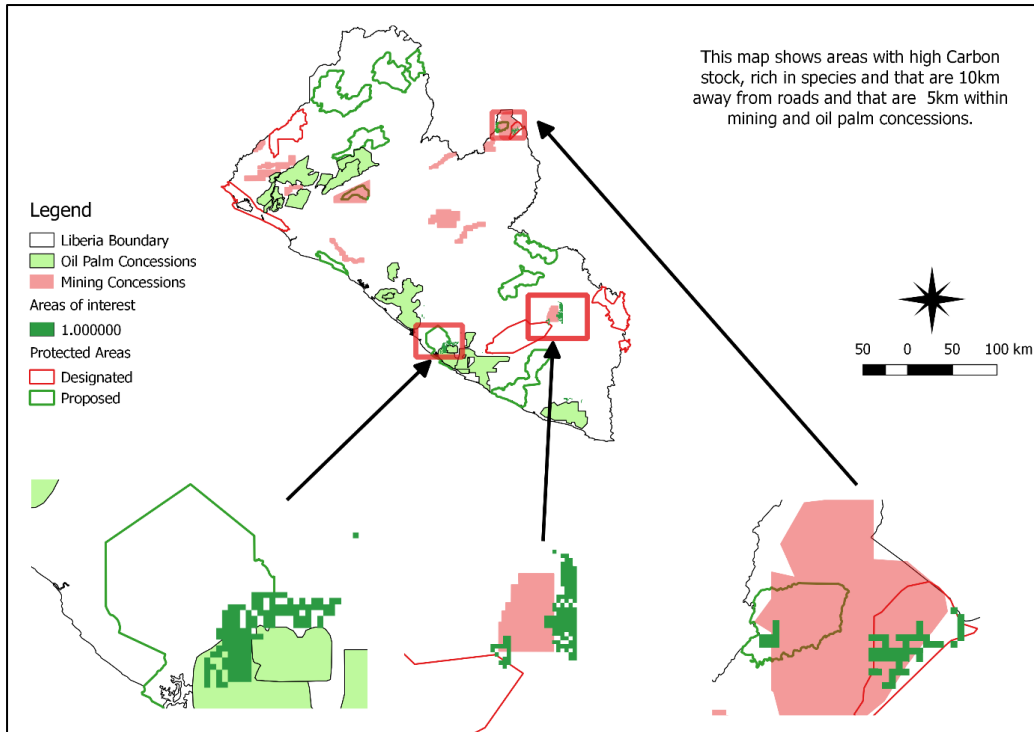 This map shows areas with high Carbon
stock, rich in species and that are 10km
away from roads and that are 5km within
mining and oil palm concessions.
Legend
Liberia Boundary
Oil Palm Concessions
Mining Concessions
Areas of interest
1.000000
Protected Areas
Designated
Proposed
50 0 50 100 km